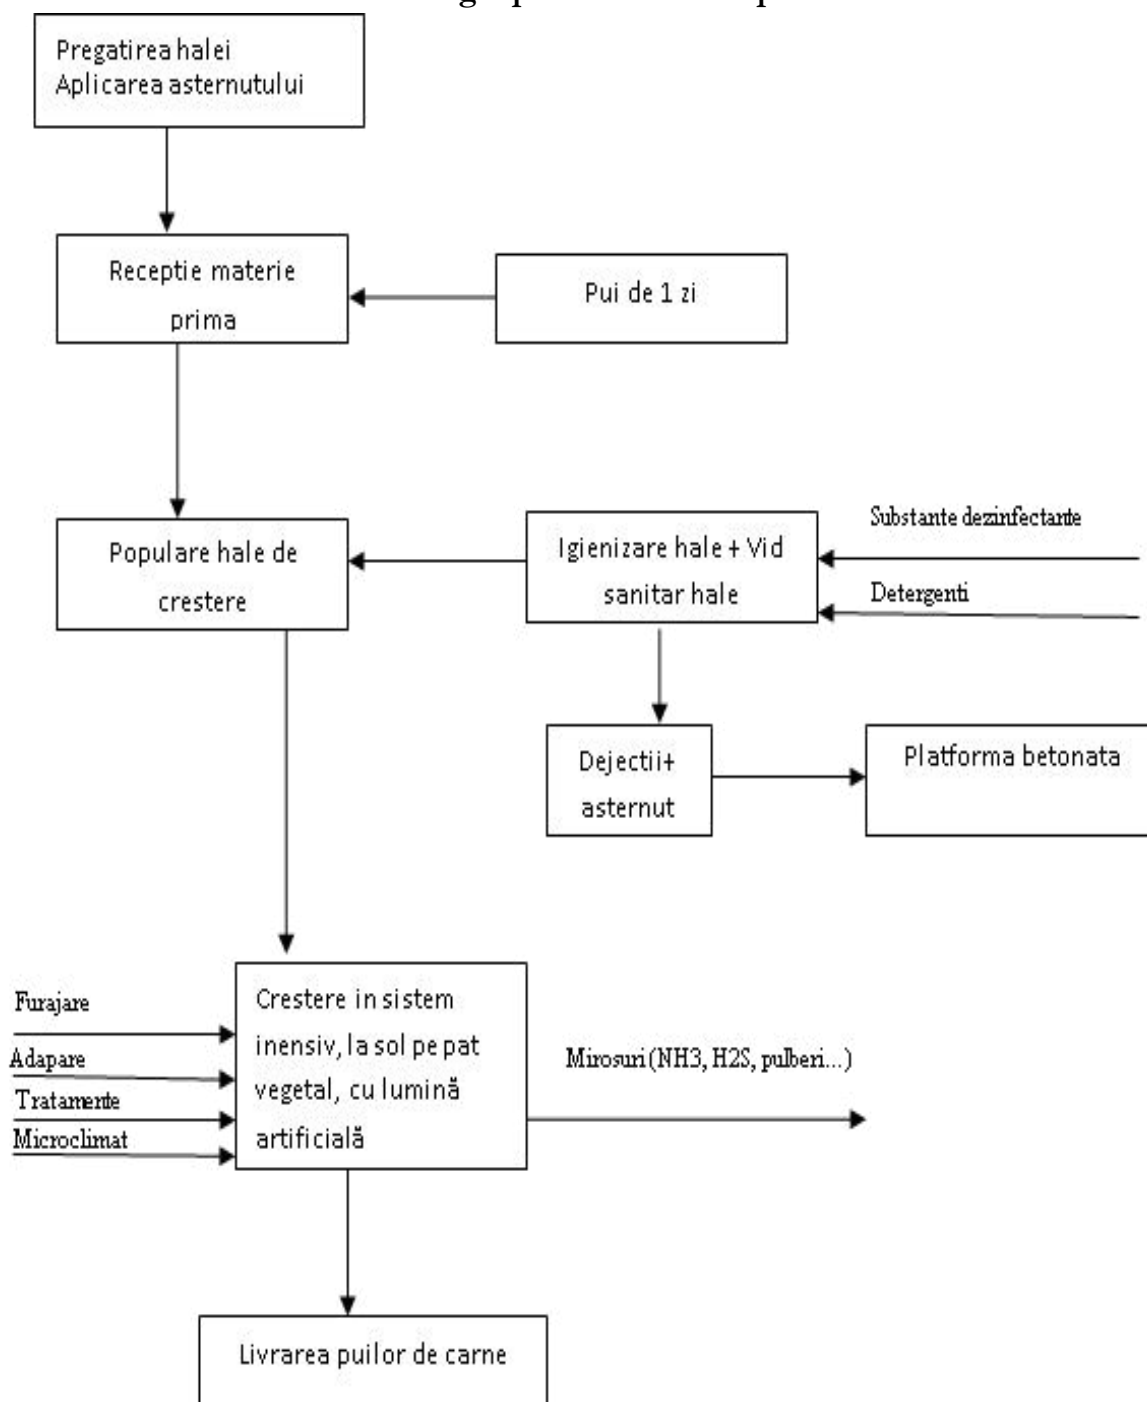 Pregatirea halei
Aplicarea asternutului
Receptie materie
prima
Pui de 1 zi
Populare hale de
crestere
Igienizare hale + Vid
sanitar hale
Substante dezinfectante
Detergenti
Dejectii+
asternut
Platforma betonata
Furajare
Adapare
Tratamente
Microclimat
Crestere in sistem
inensiv, la sol pe pat
vegetal, cu lumină
artificială
Mirosuri (NH3, H2S, pulberi...)
Livrarea puilor de carne